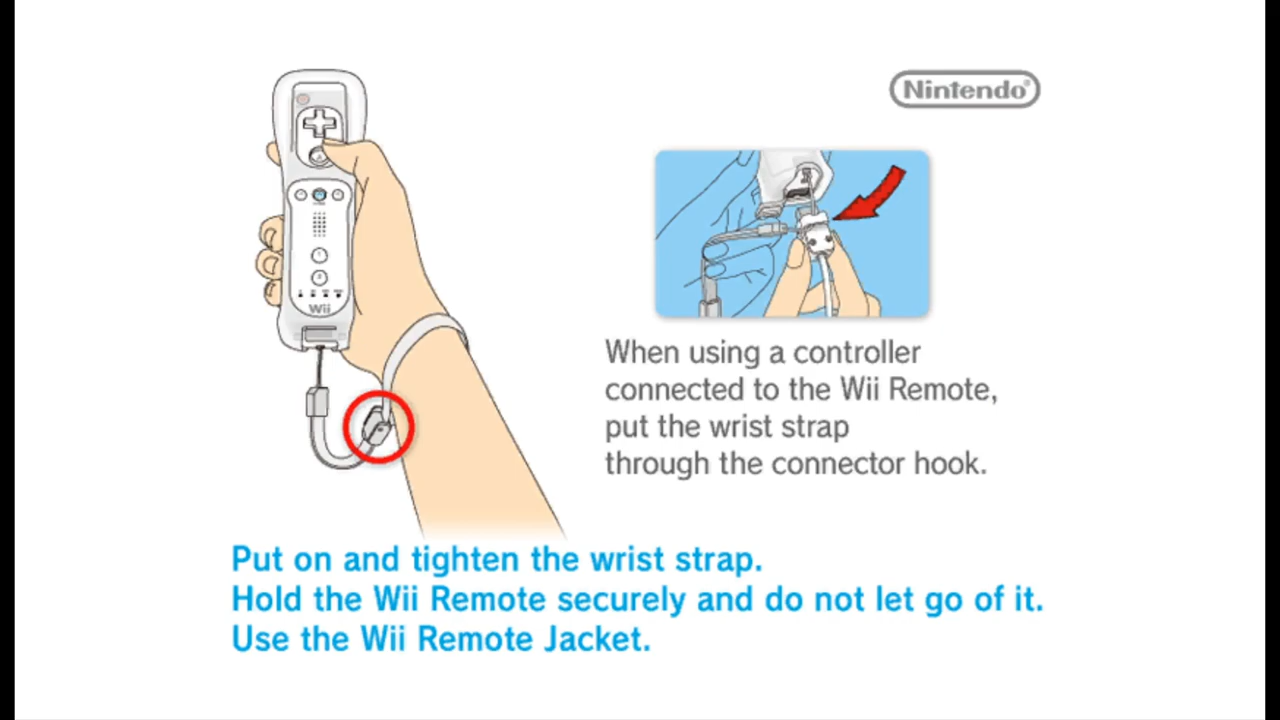 Nintendo®
When using a controller
connected to the Wii Remote,
put the wrist strap
through the connector hook.
Wii
Put on and tighten the wrist strap.
Hold the Wii Remote securely and do not let go of it.
Use the Wii Remote Jacket.